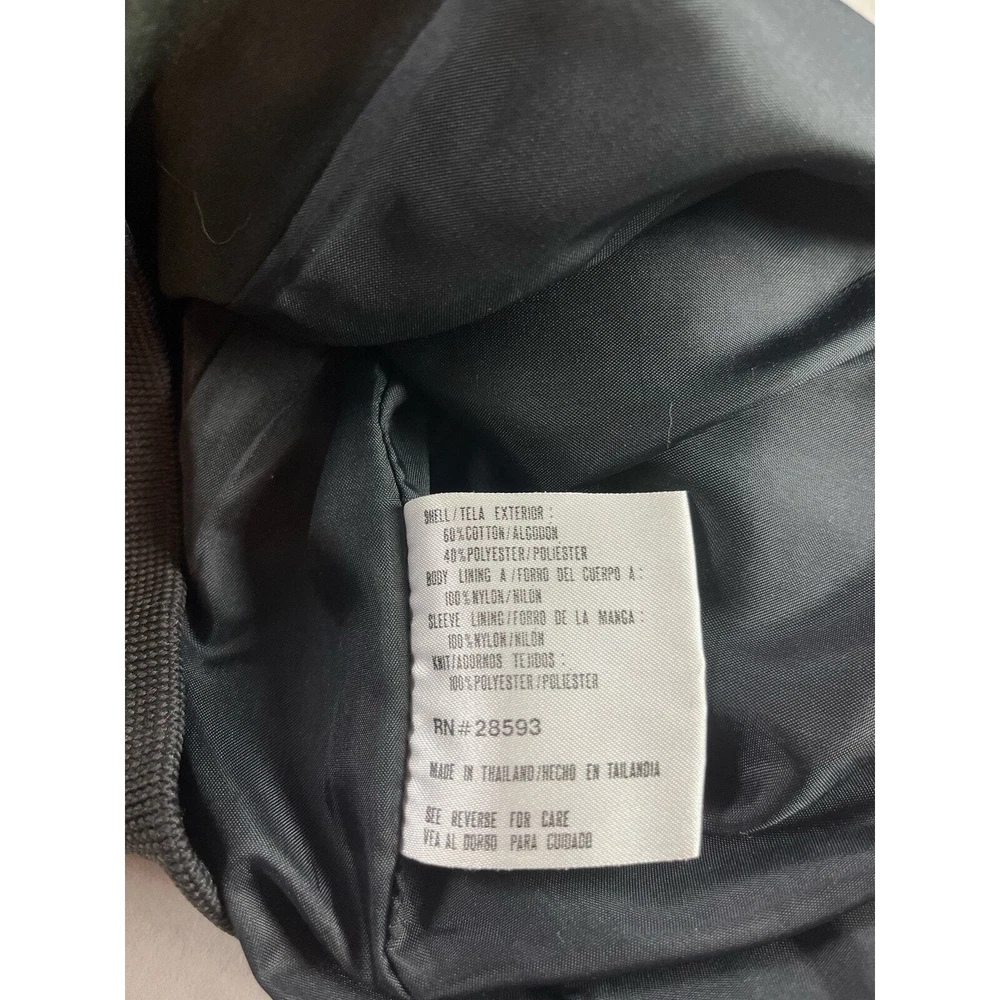 SHELL/TELA EXTERIOR:
60%COTTON/ALGODON
40%POLYESTER/POLIESTER
BODY LINING A/FORRO DEL CUERPO A:
100%NYLON/NILON
SLEEVE LINING/FORRO DE LA MANGA:
100%NYLON/NILON
KNIT/ADORNOS TEJIDOS:
100%POLYESTER/POLIESTER
RN#28593
MADE IN THAILAND/HECHO EN TAILANDIA
SEE REVERSE FOR CARE
VEA AL DORSO PARA CUIDADO